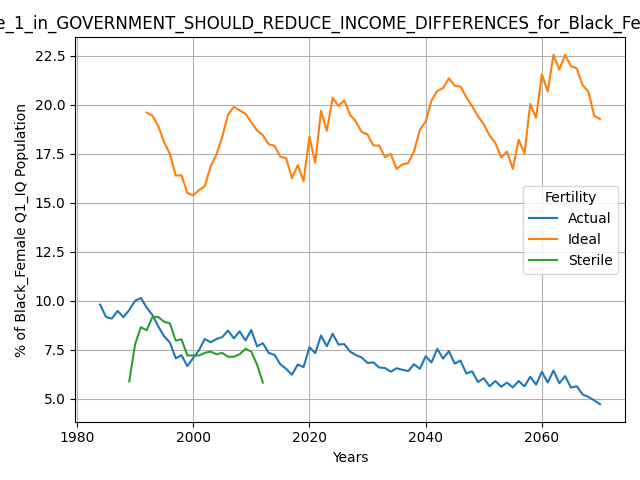 e_1_in_GOVERNMENT_SHOULD_REDUCE_INCOME_DIFFERENCES_for_Black_Fe
22.5
20.0
17.5
15.0
12.5
10.0
7.5
5.0
% of Black_Female Q1_IQ Population
Fertility
Actual
Ideal
Sterile
1980 2000 2020 2040 2060
Years